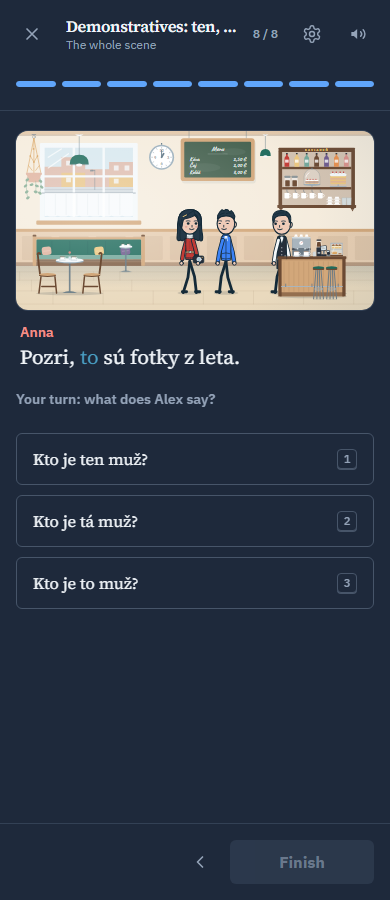 Demonstratives: ten, ...
The whole scene
8 / 8
Menu
Anna
Pozri, to sú fotky z leta.
Your turn: what does Alex say?
Kto je ten muž?
1
Kto je tá muž?
2
Kto je to muž?
3
Finish